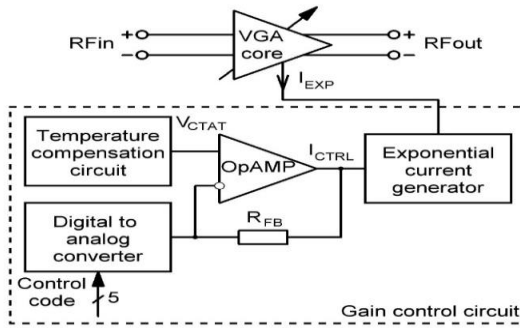 RFin + − VGA core + − RFout
I_EXP
Temperature compensation circuit
V_CTAT
OpAMP
I_CTRL
Exponential current generator
Digital to analog converter
R_FB
Control code
5
Gain control circuit